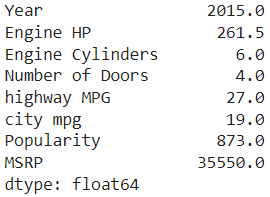 Year 2015.0
Engine HP 261.5
Engine Cylinders 6.0
Number of Doors 4.0
highway MPG 27.0
city mpg 19.0
Popularity 873.0
MSRP 35550.0
dtype: float64